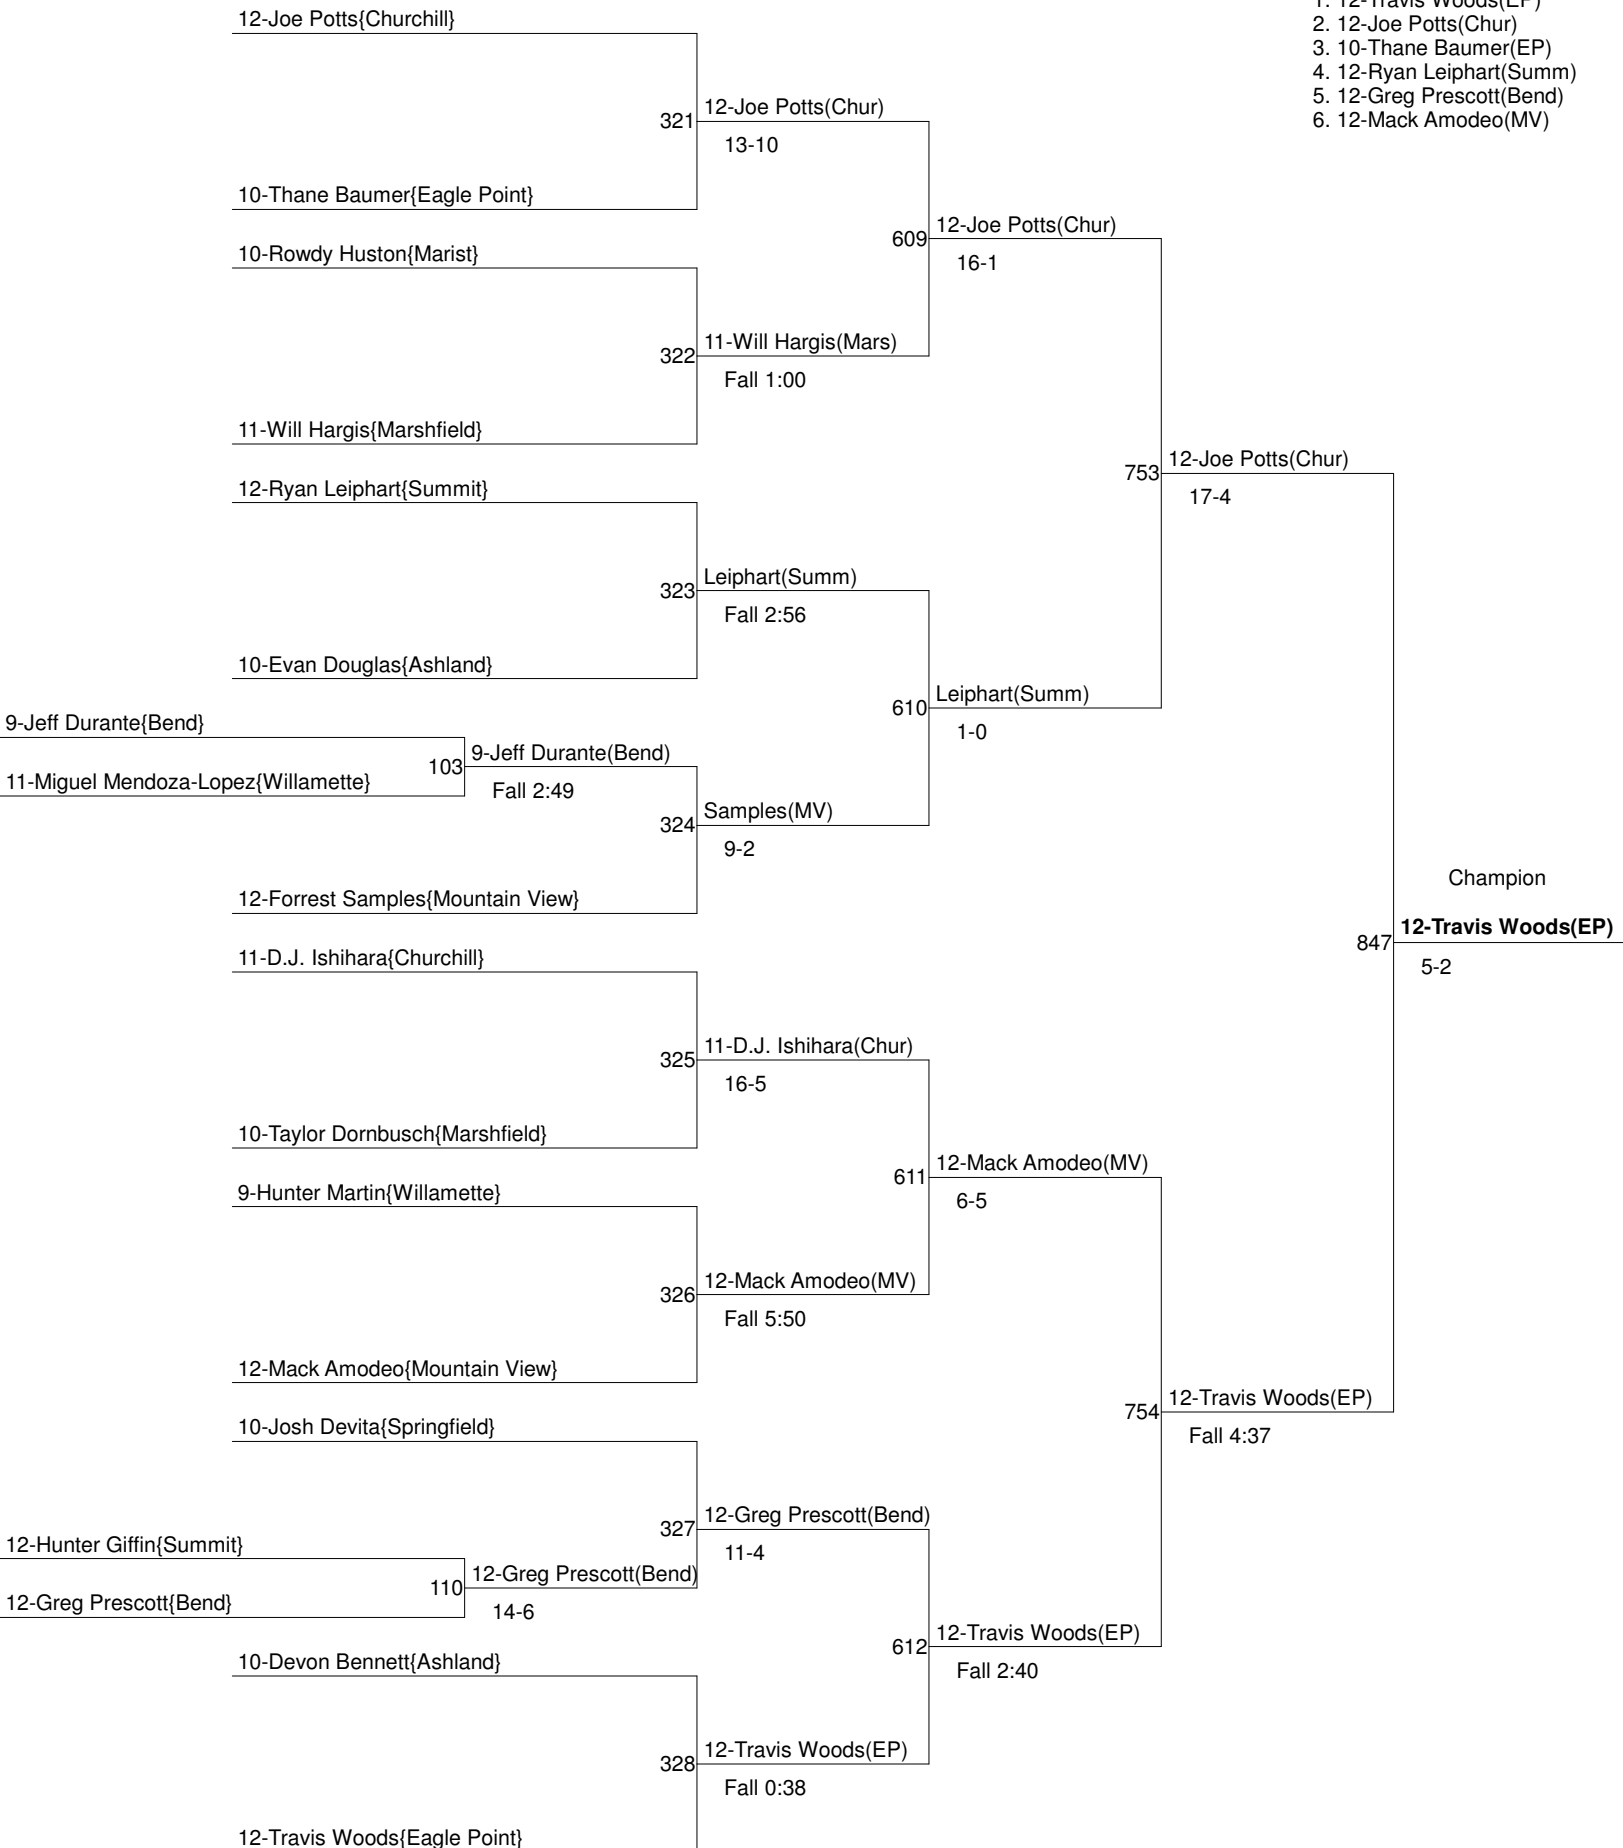 1. 12-Travis Woods(EP)
2. 12-Joe Potts(Chur)
3. 10-Thane Baumer(EP)
4. 12-Ryan Leiphart(Summ)
5. 12-Greg Prescott(Bend)
6. 12-Mack Amodeo(MV)
12-Joe Potts{Churchill}
321
12-Joe Potts(Chur)
13-10
10-Thane Baumer{Eagle Point}
609
12-Joe Potts(Chur)
16-1
10-Rowdy Huston{Marist}
322
11-Will Hargis(Mars)
Fall 1:00
11-Will Hargis{Marshfield}
753
12-Joe Potts(Chur)
17-4
12-Ryan Leiphart{Summit}
323
Leiphart(Summ)
Fall 2:56
10-Evan Douglas{Ashland}
610
Leiphart(Summ)
1-0
9-Jeff Durante{Bend}
103
9-Jeff Durante(Bend)
Fall 2:49
11-Miguel Mendoza-Lopez{Willamette}
324
Samples(MV)
9-2
12-Forrest Samples{Mountain View}
Champion
847
12-Travis Woods(EP)
5-2
11-D.J. Ishihara{Churchill}
325
11-D.J. Ishihara(Chur)
16-5
10-Taylor Dornbusch{Marshfield}
611
12-Mack Amodeo(MV)
6-5
9-Hunter Martin{Willamette}
326
12-Mack Amodeo(MV)
Fall 5:50
12-Mack Amodeo{Mountain View}
754
12-Travis Woods(EP)
Fall 4:37
10-Josh Devita{Springfield}
327
12-Greg Prescott(Bend)
11-4
12-Hunter Giffin{Summit}
110
12-Greg Prescott(Bend)
14-6
12-Greg Prescott{Bend}
612
12-Travis Woods(EP)
Fall 2:40
10-Devon Bennett{Ashland}
328
12-Travis Woods(EP)
Fall 0:38
12-Travis Woods{Eagle Point}